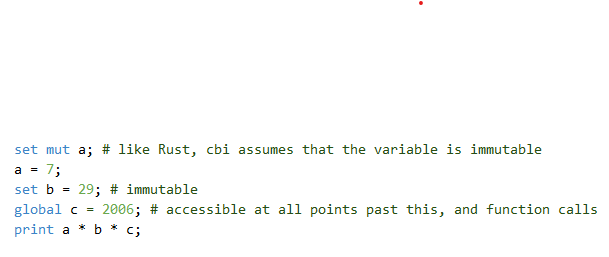 set mut a; # like Rust, cbi assumes that the variable is immutable
a = 7;
set b = 29; # immutable
global c = 2006; # accessible at all points past this, and function calls
print a * b * c;